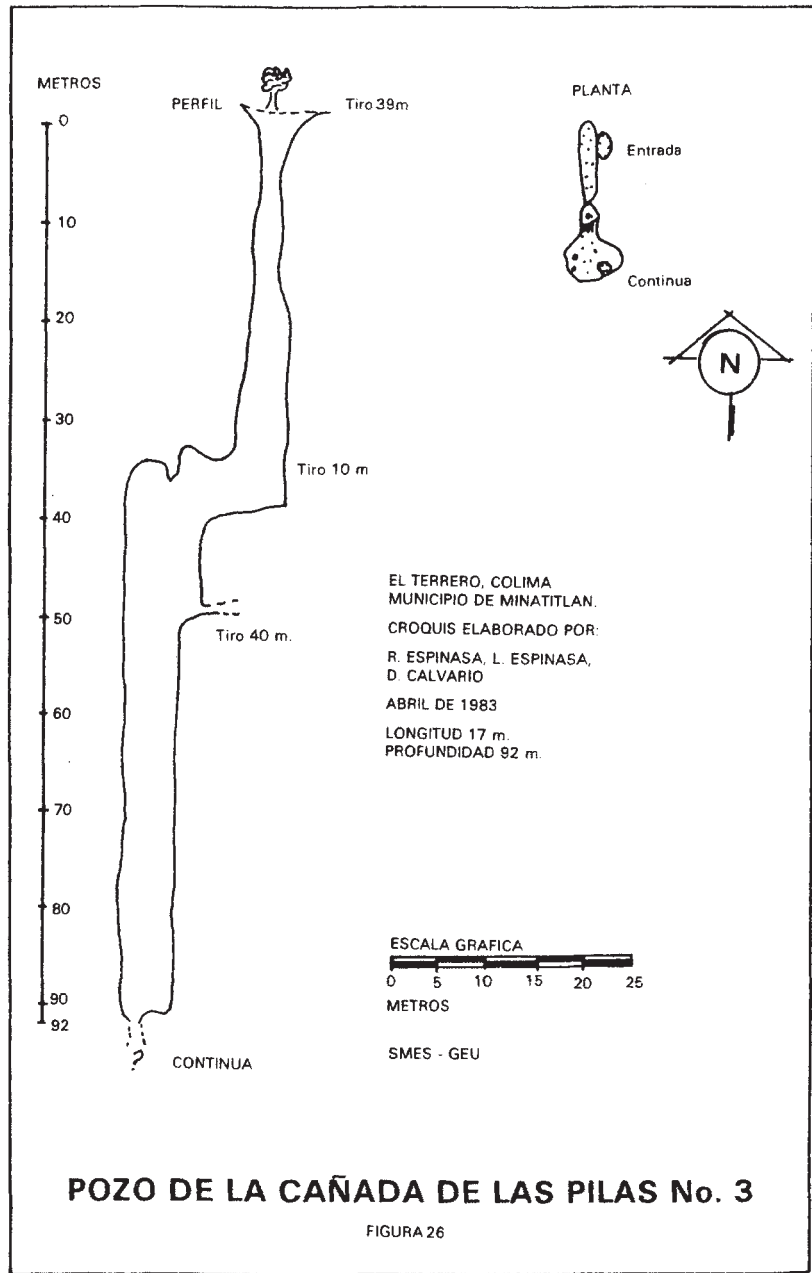 METROS
PERFIL
Tiro 39m
PLANTA
0
Entrada
10
Continua
20
N
30
Tiro 10 m
40
50
Tiro 40 m.
EL TERRERO, COLIMA
MUNICIPIO DE MINATITLAN.
CROQUIS ELABORADO POR:
R. ESPINASA, L. ESPINASA,
D. CALVARIO
ABRIL DE 1983
LONGITUD 17 m.
PROFUNDIDAD 92 m.
60
70
80
90
92
?
CONTINUA
ESCALA GRAFICA
0 5 10 15 20 25
METROS
SMES - GEU
POZO DE LA CAÑADA DE LAS PILAS No. 3
FIGURA 26